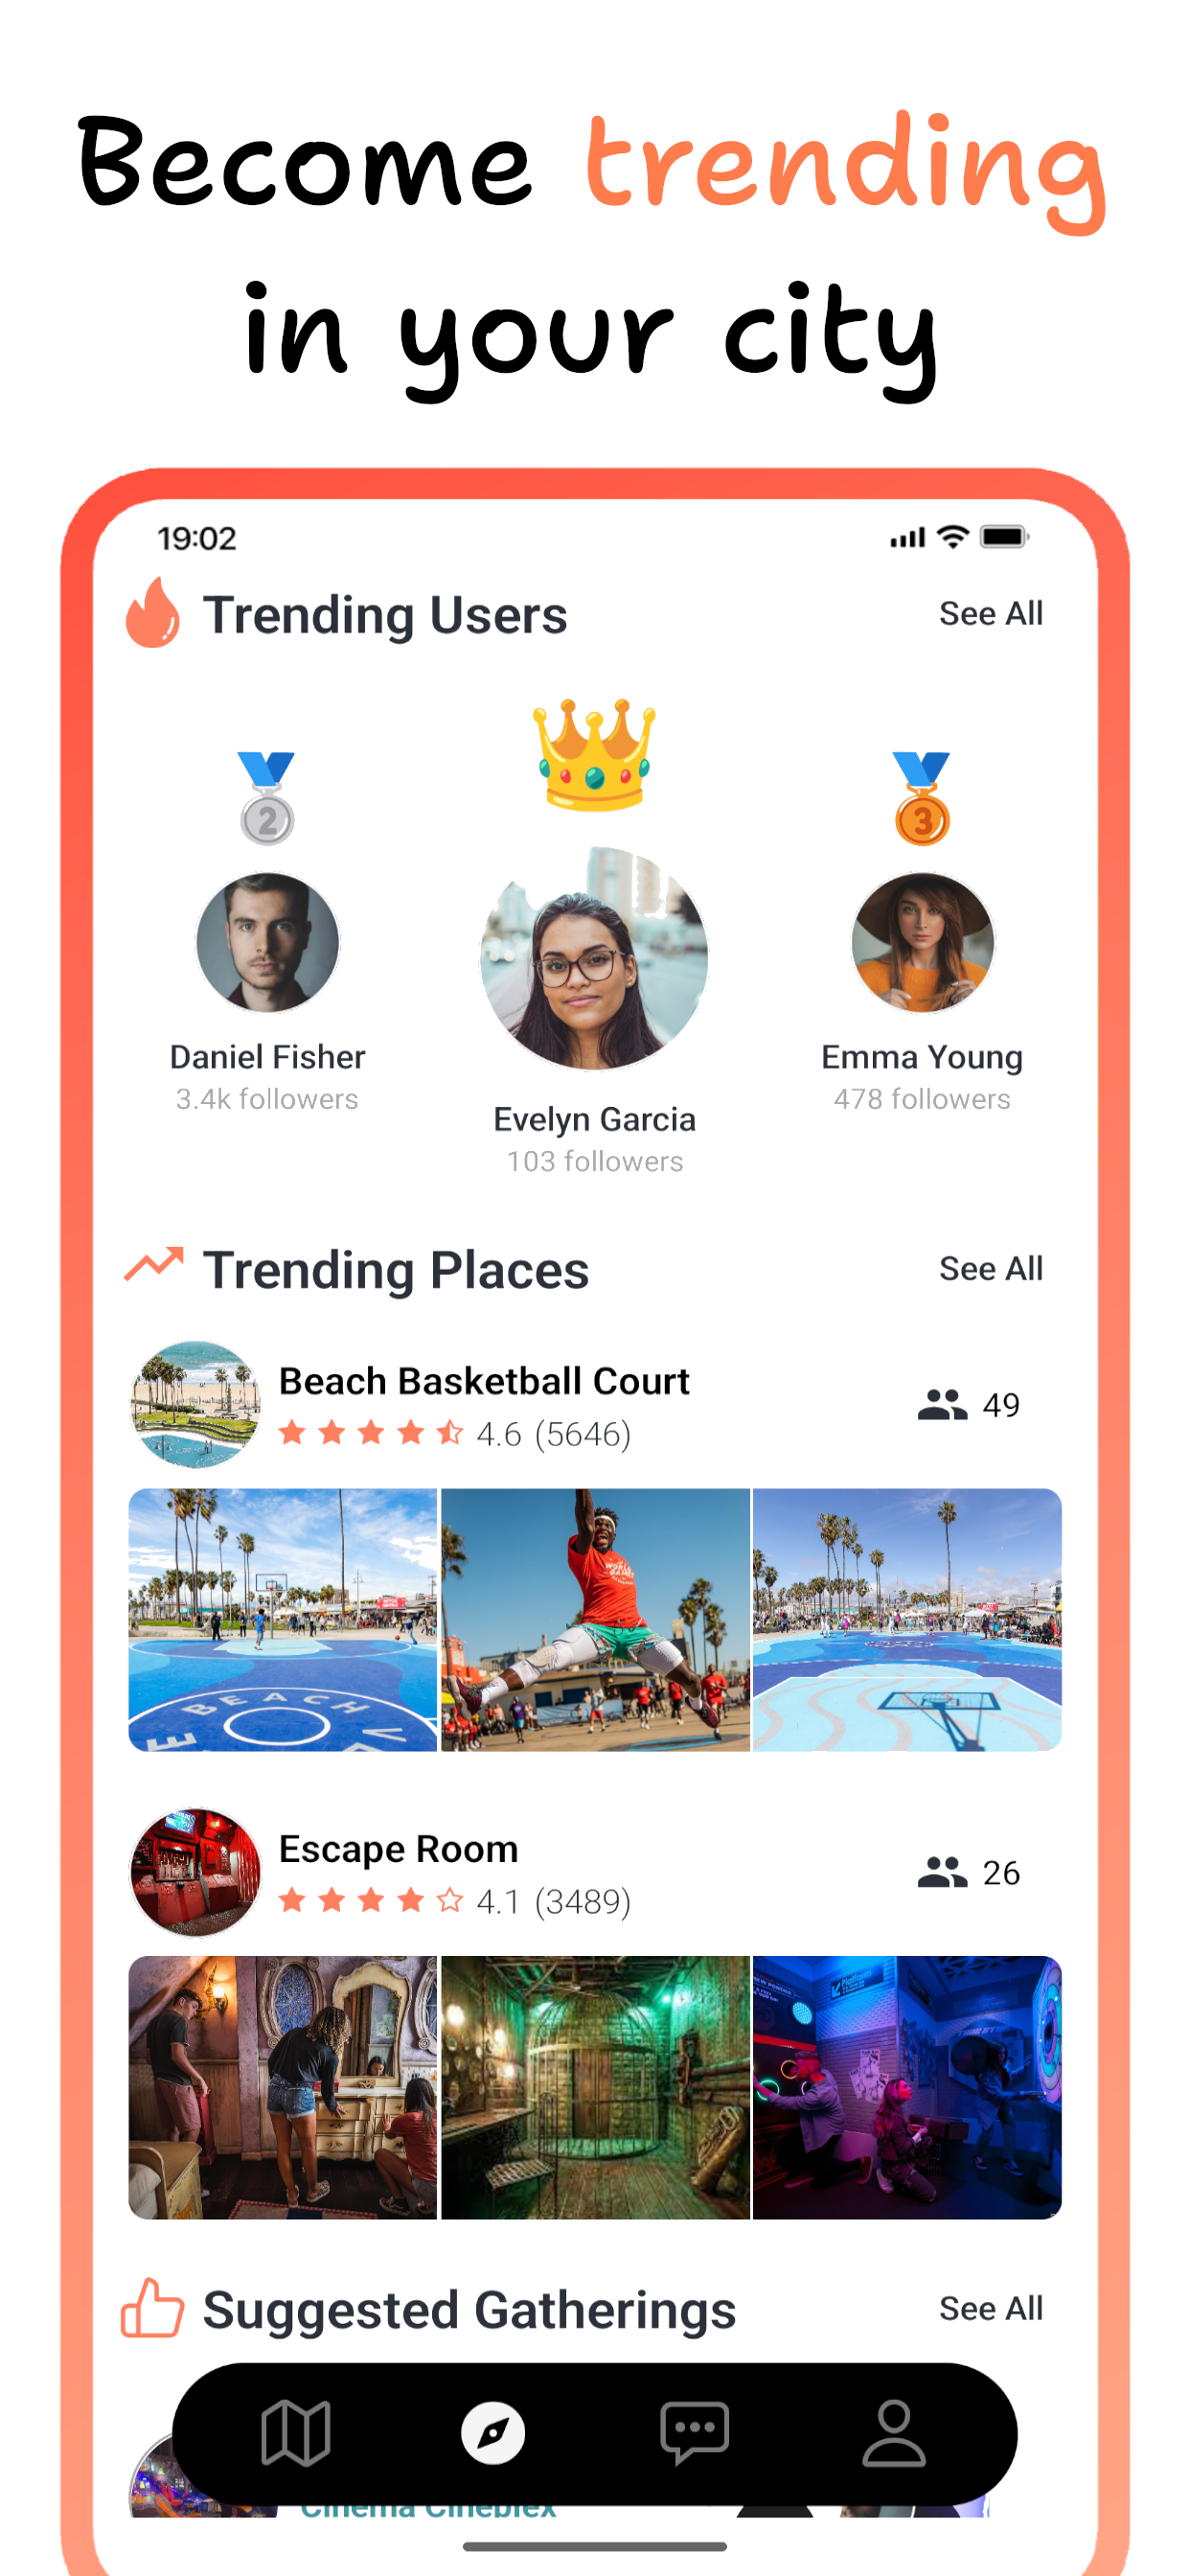 Become trending
in your city
19:02
Trending Users
See All
2
3
Daniel Fisher
3.4k followers
Emma Young
478 followers
Evelyn Garcia
103 followers
Trending Places
See All
Beach Basketball Court
4.6 (5646)
49
BEACH
Escape Room
4.1 (3489)
26
Platform
Suggested Gatherings
See All
Cinema Cineplex